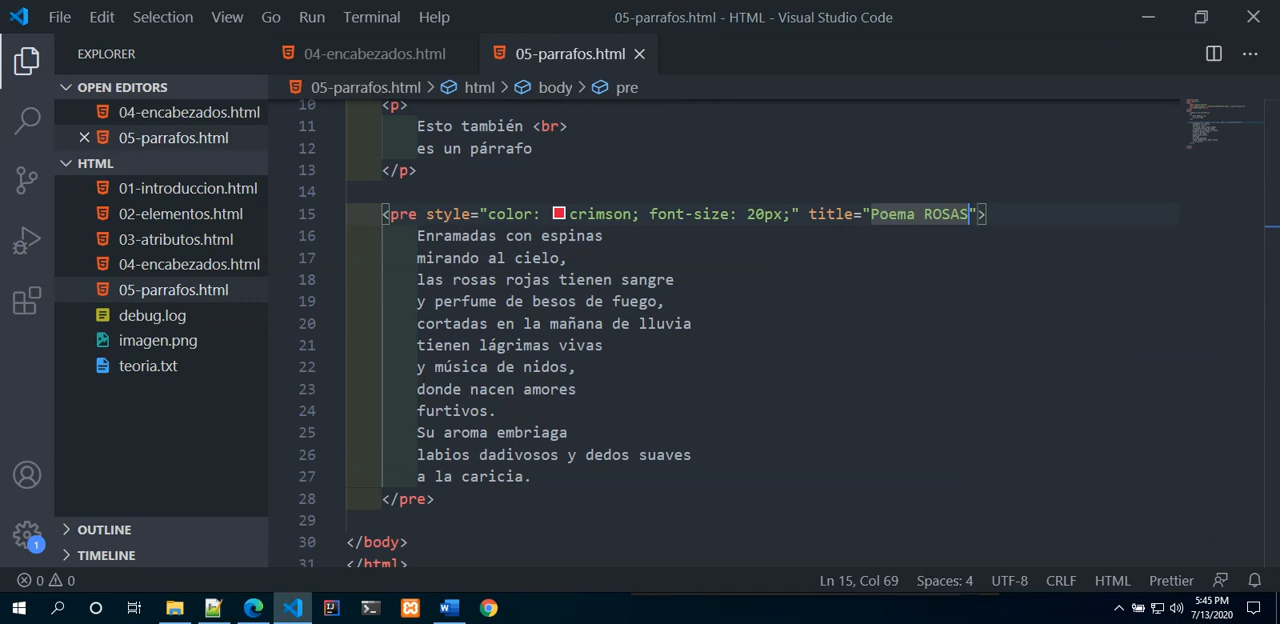 File Edit Selection View Go Run Terminal Help 05-parrafos.html - HTML - Visual Studio Code
EXPLORER 04-encabezados.html 05-parrafos.html
OPEN EDITORS
04-encabezados.html
05-parrafos.html
HTML
01-introduccion.html
02-elementos.html
03-atributos.html
04-encabezados.html
05-parrafos.html
debug.log
imagen.png
teoria.txt
OUTLINE
TIMELINE
05-parrafos.html > html > body > pre
10 <p>
11 Esto también <br>
12 es un párrafo
13 </p>
14
15 <pre style="color: crimson; font-size: 20px;" title="Poema ROSAS">
16 Enramadas con espinas
17 mirando al cielo,
18 las rosas rojas tienen sangre
19 y perfume de besos de fuego,
20 cortadas en la mañana de lluvia
21 tienen lágrimas vivas
22 y música de nidos,
23 donde nacen amores
24 furtivos.
25 Su aroma embriaga
26 labios dadivosos y dedos suaves
27 a la caricia.
28 </pre>
29
30 </body>
31 </html>
1
0 0 Ln 15, Col 69 Spaces: 4 UTF-8 CRLF HTML Prettier
5:45 PM
7/13/2020